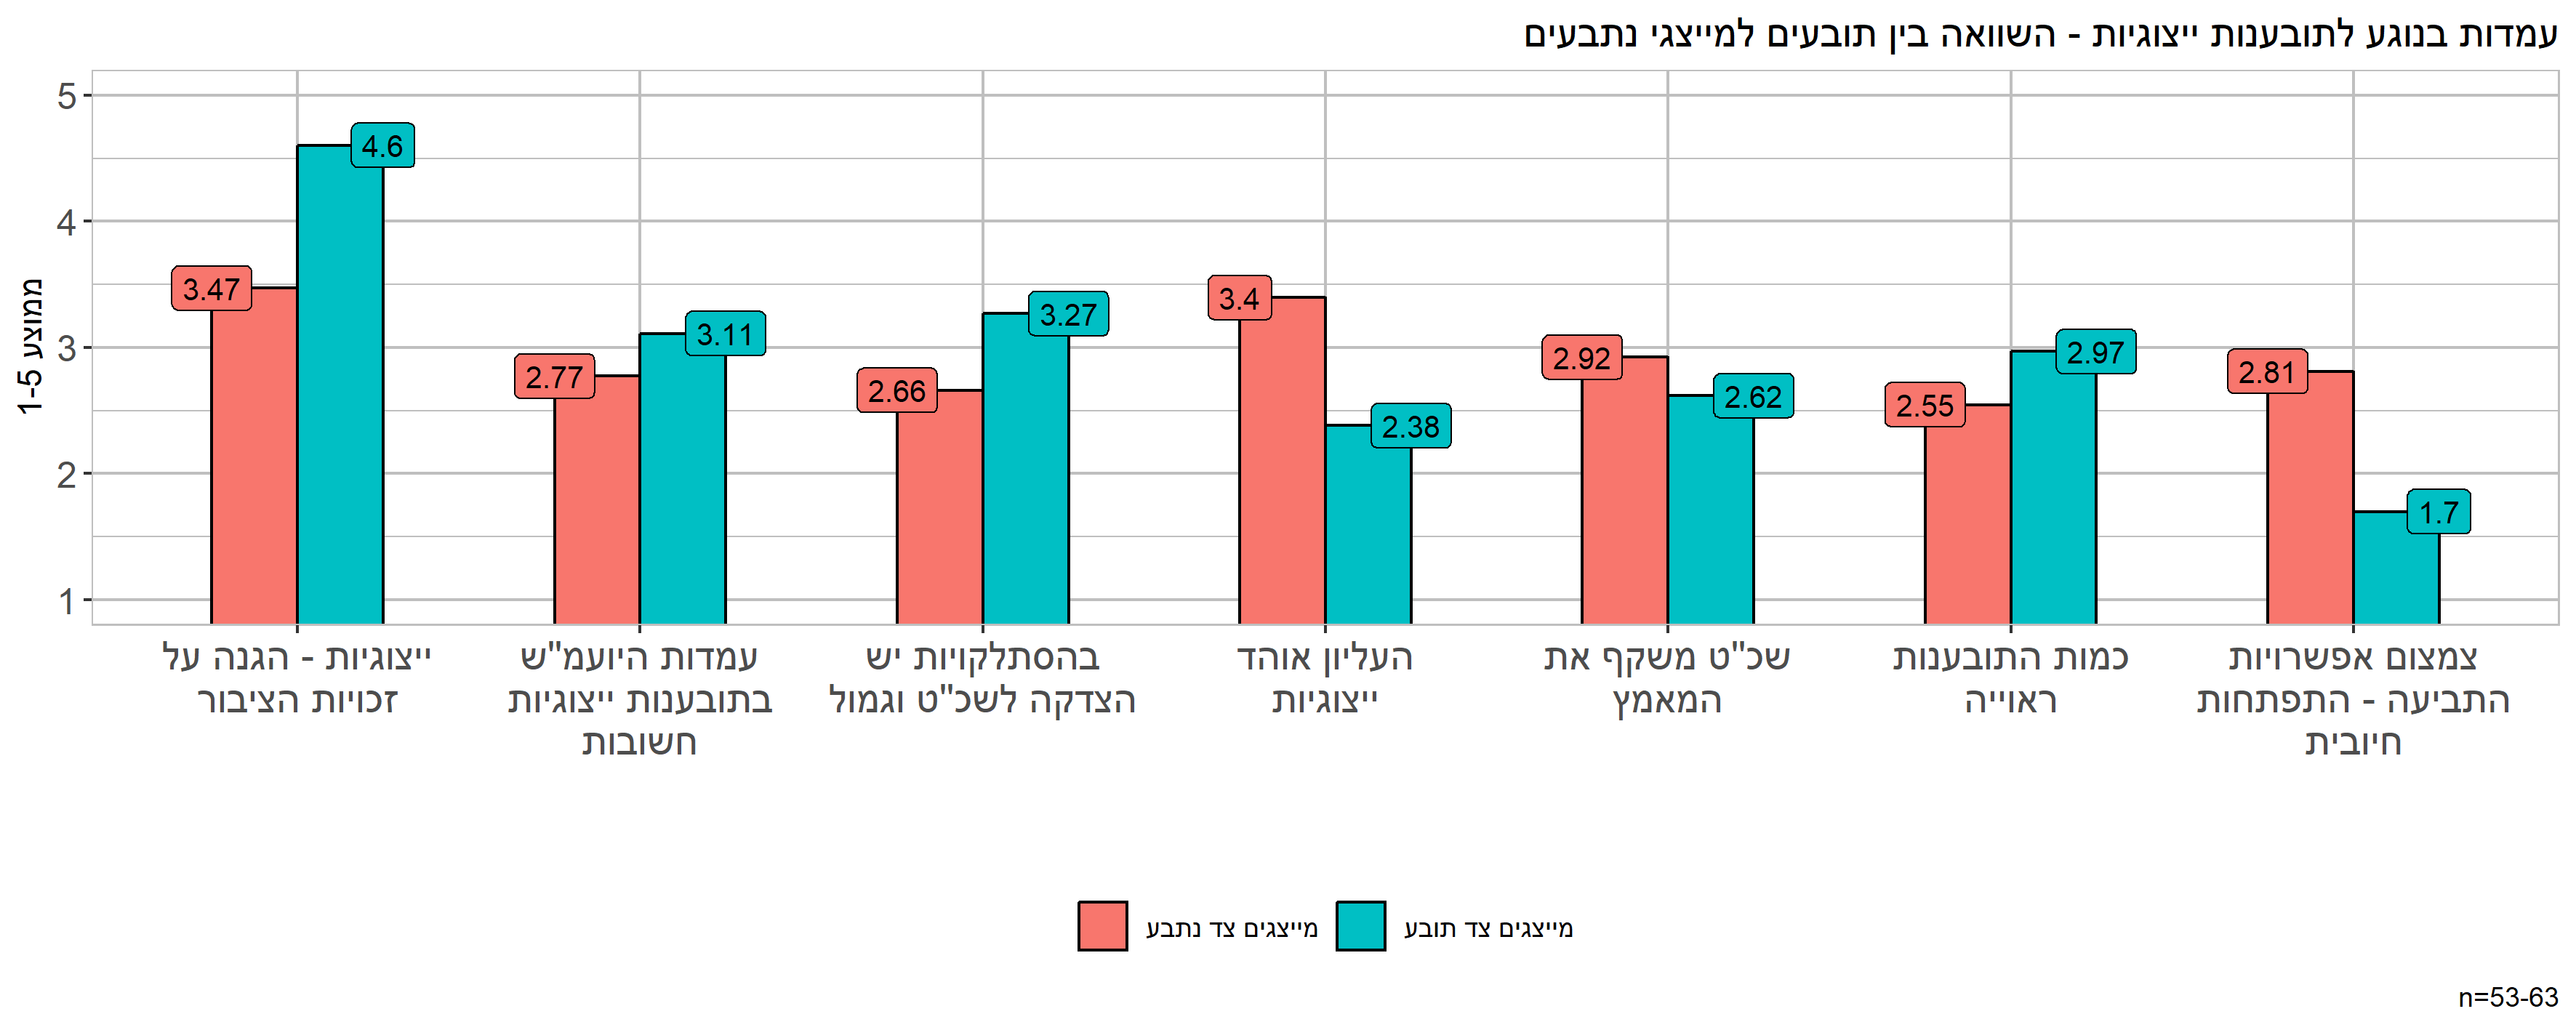 עמדות בנוגע לתובענות ייצוגיות - השוואה בין תובעים למייצגי נתבעים
ממוצע 1-5
5
4
3
2
1
3.47
4.6
2.77
3.11
2.66
3.27
3.4
2.38
2.92
2.62
2.55
2.97
2.81
1.7
ייצוגיות - הגנה על
זכויות הציבור
עמדות היועמ"ש
בתובענות ייצוגיות
חשובות
בהסתלקויות יש
הצדקה לשכ"ט וגמול
העליון אוהד
ייצוגיות
שכ"ט משקף את
המאמץ
כמות התובענות
ראוייה
צמצום אפשרויות
התביעה - התפתחות
חיובית
מייצגים צד נתבע
מייצגים צד תובע
n=53-63